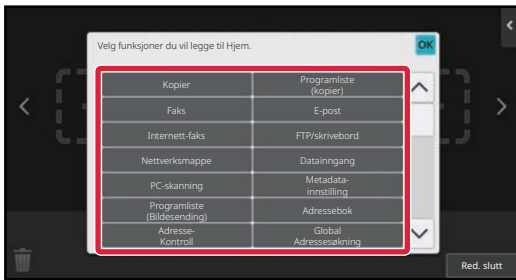 Velg funksjoner du vil legge til Hjem.
OK
Kopier
Programliste
(kopier)
Faks
E-post
Internett-faks
FTP/skrivebord
Nettverksmappe
Datainngang
PC-skanning
Metadata-
innstilling
Programliste
(Bildesending)
Adressebok
Adresse-
Kontroll
Global
Adressesøkning
Red. slutt